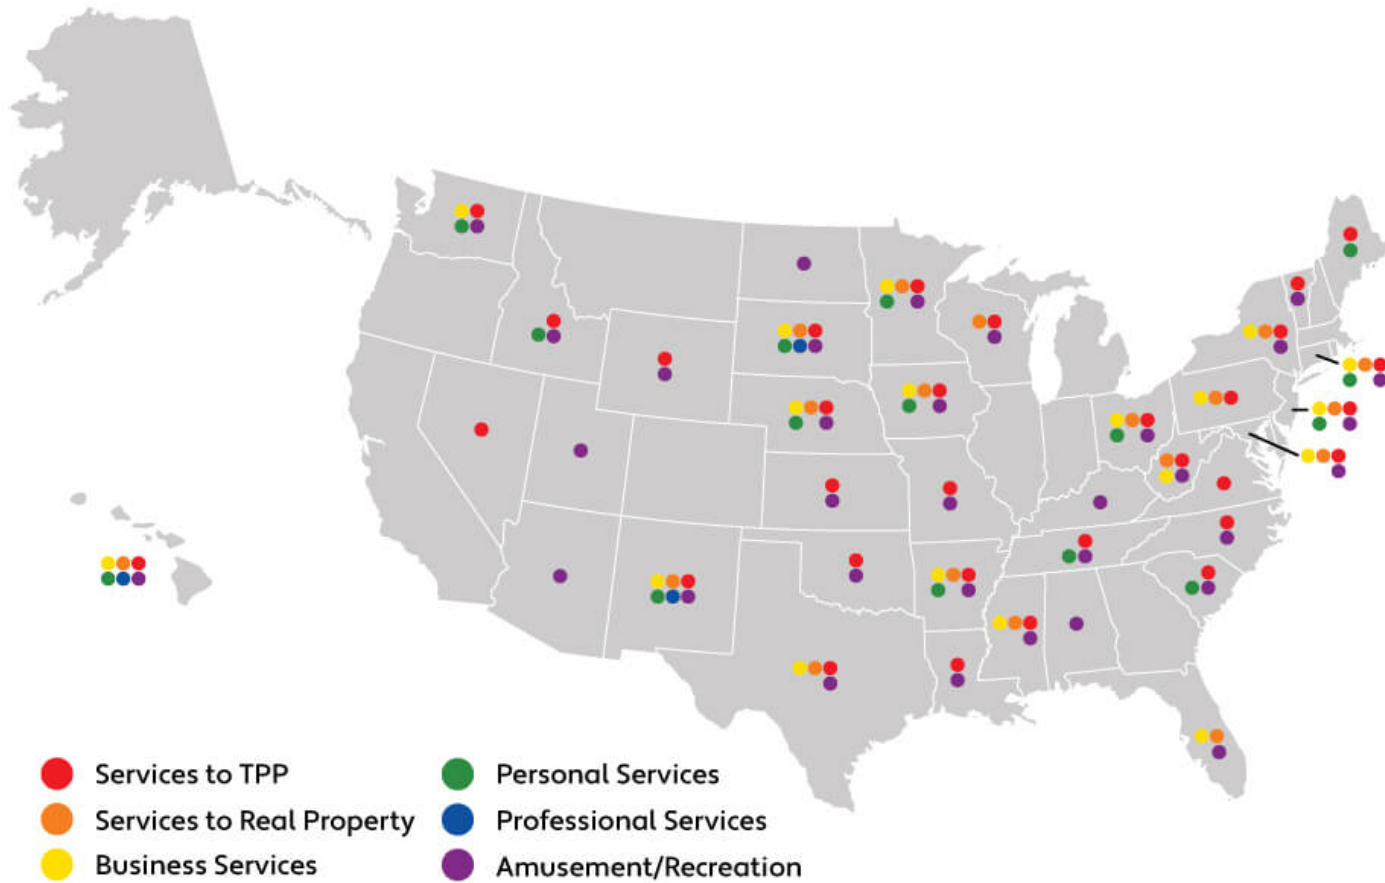 Services to TPP
Services to Real Property
Business Services
Personal Services
Professional Services
Amusement/Recreation